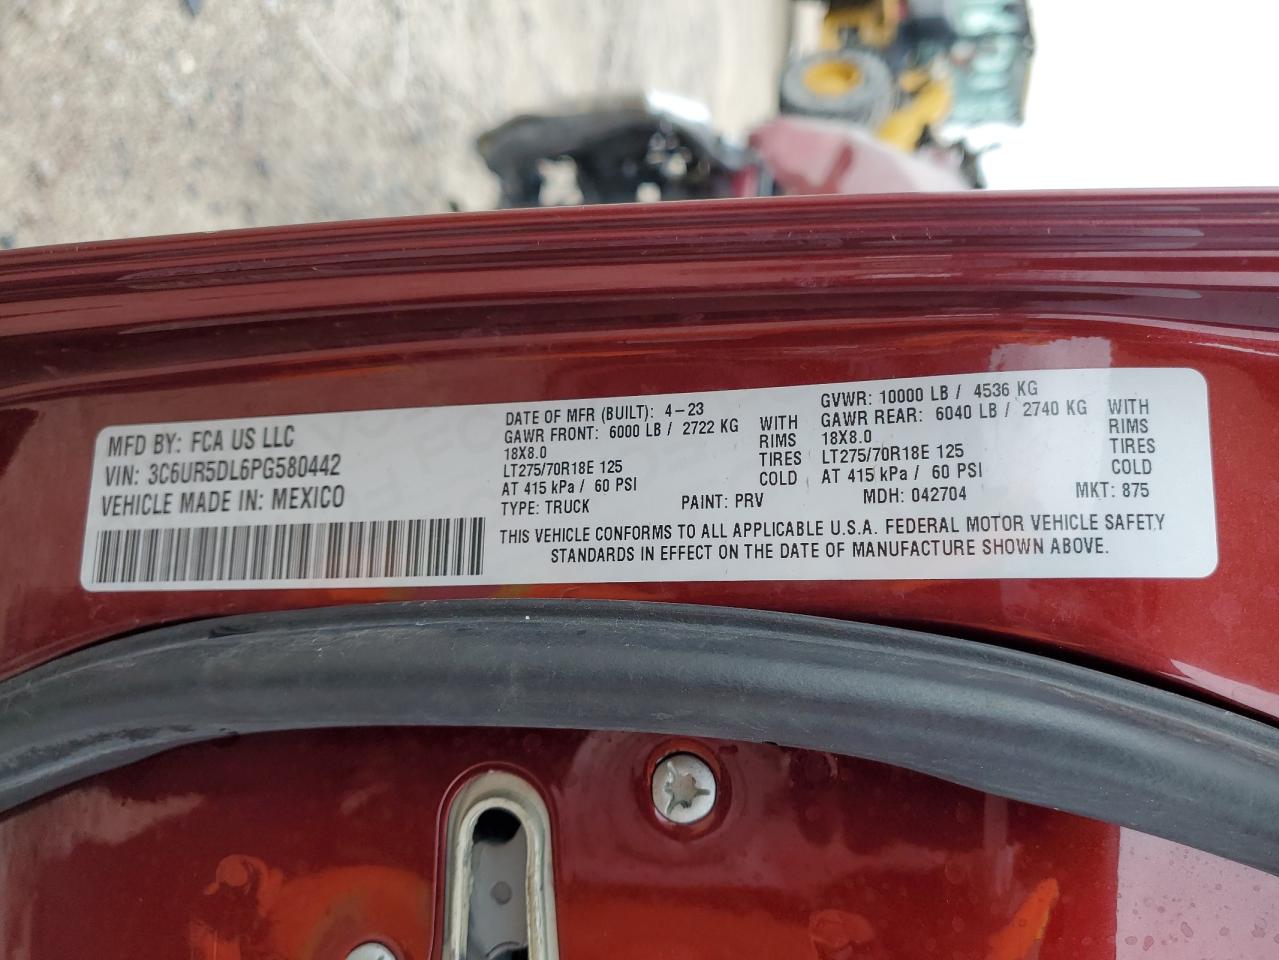 MFD BY: FCA US LLC
VIN: 3C6UR5DL6PG580442
VEHICLE MADE IN: MEXICO
DATE OF MFR (BUILT): 4-23
GAWR FRONT: 6000 LB / 2722 KG WITH
18X8.0 RIMS
LT275/70R18E 125 TIRES
AT 415 kPa / 60 PSI COLD
GVWR: 10000 LB / 4536 KG
GAWR REAR: 6040 LB / 2740 KG WITH
18X8.0 RIMS
LT275/70R18E 125 TIRES
AT 415 kPa / 60 PSI COLD
TYPE: TRUCK PAINT: PRV MDH: 042704 MKT: 875
THIS VEHICLE CONFORMS TO ALL APPLICABLE U.S.A. FEDERAL MOTOR VEHICLE SAFETY
STANDARDS IN EFFECT ON THE DATE OF MANUFACTURE SHOWN ABOVE.